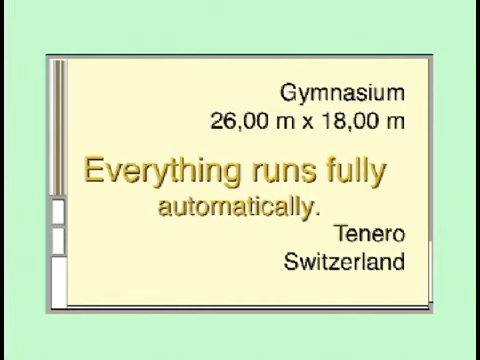 Gymnasium
26,00 m x 18,00 m
Everything runs fully
automatically.
Tenero
Switzerland